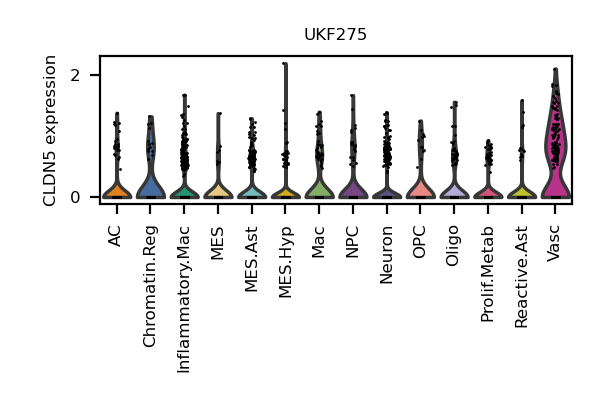 UKF275
CLDN5 expression
2
0
AC
Chromatin.Reg
Inflammatory.Mac
MES
MES.Ast
MES.Hyp
Mac
NPC
Neuron
OPC
Oligo
Prolif.Metab
Reactive.Ast
Vasc